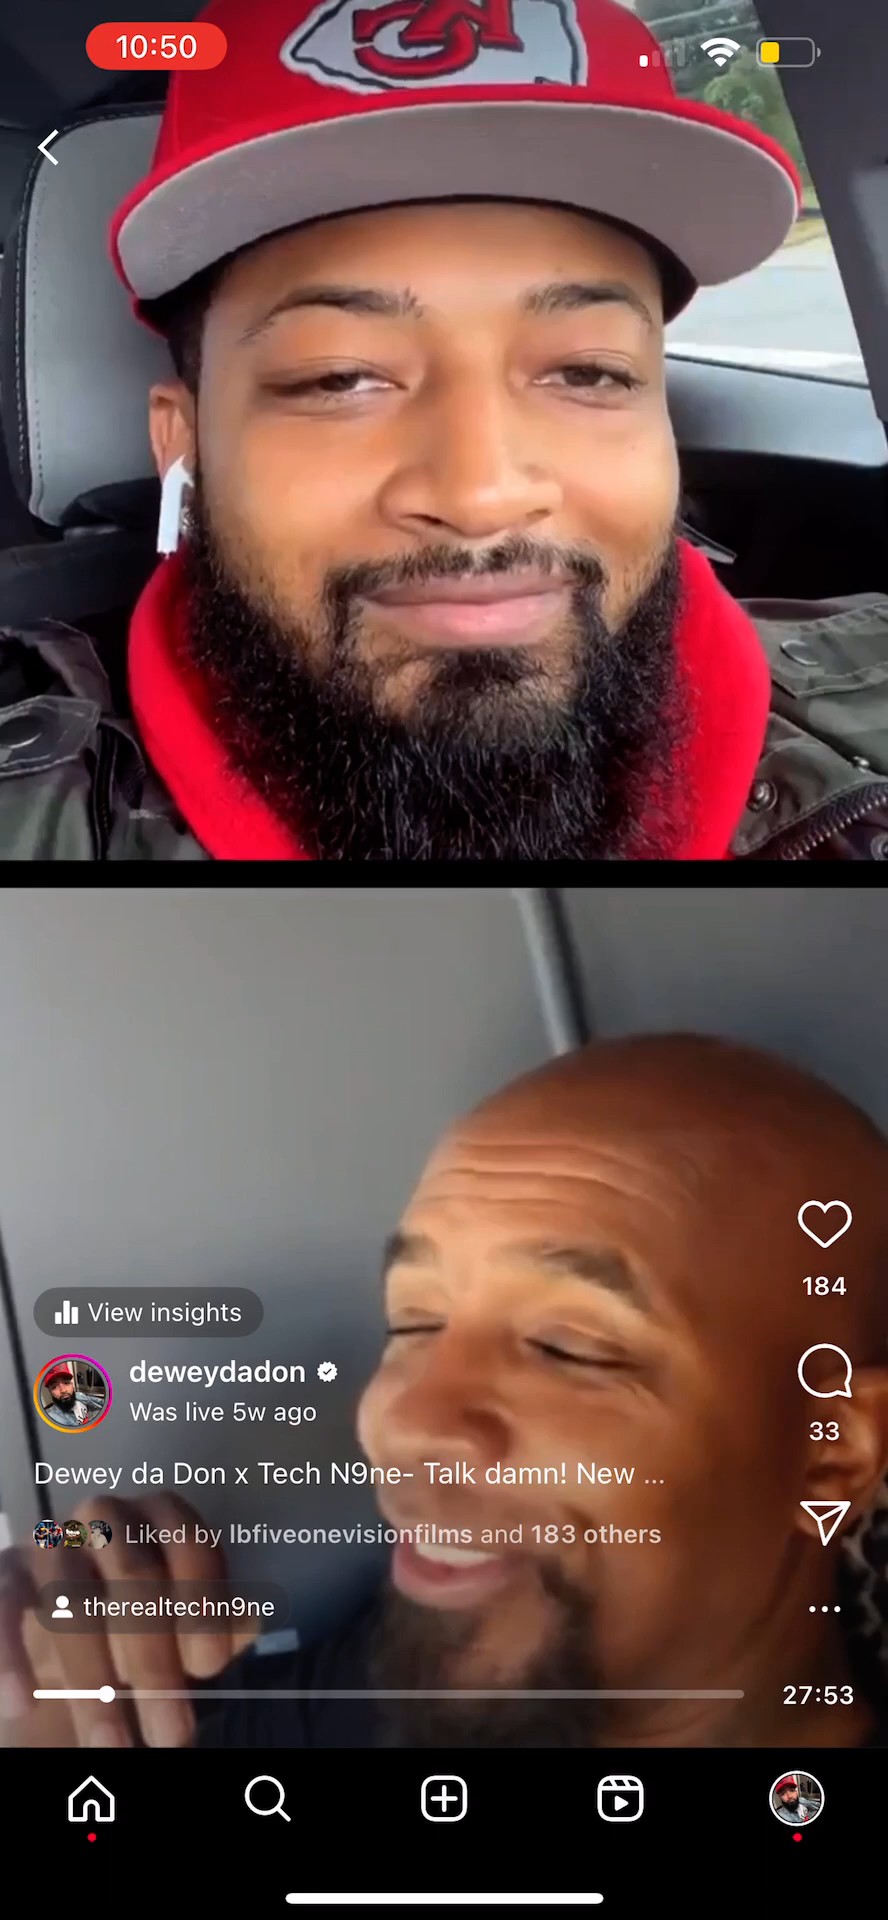 10:50
View insights
184
deweydadon
Was live 5w ago
33
Dewey da Don x Tech N9ne- Talk damn! New ...
Liked by lbfiveonevisionfilms and 183 others
therealtechn9ne
27:53